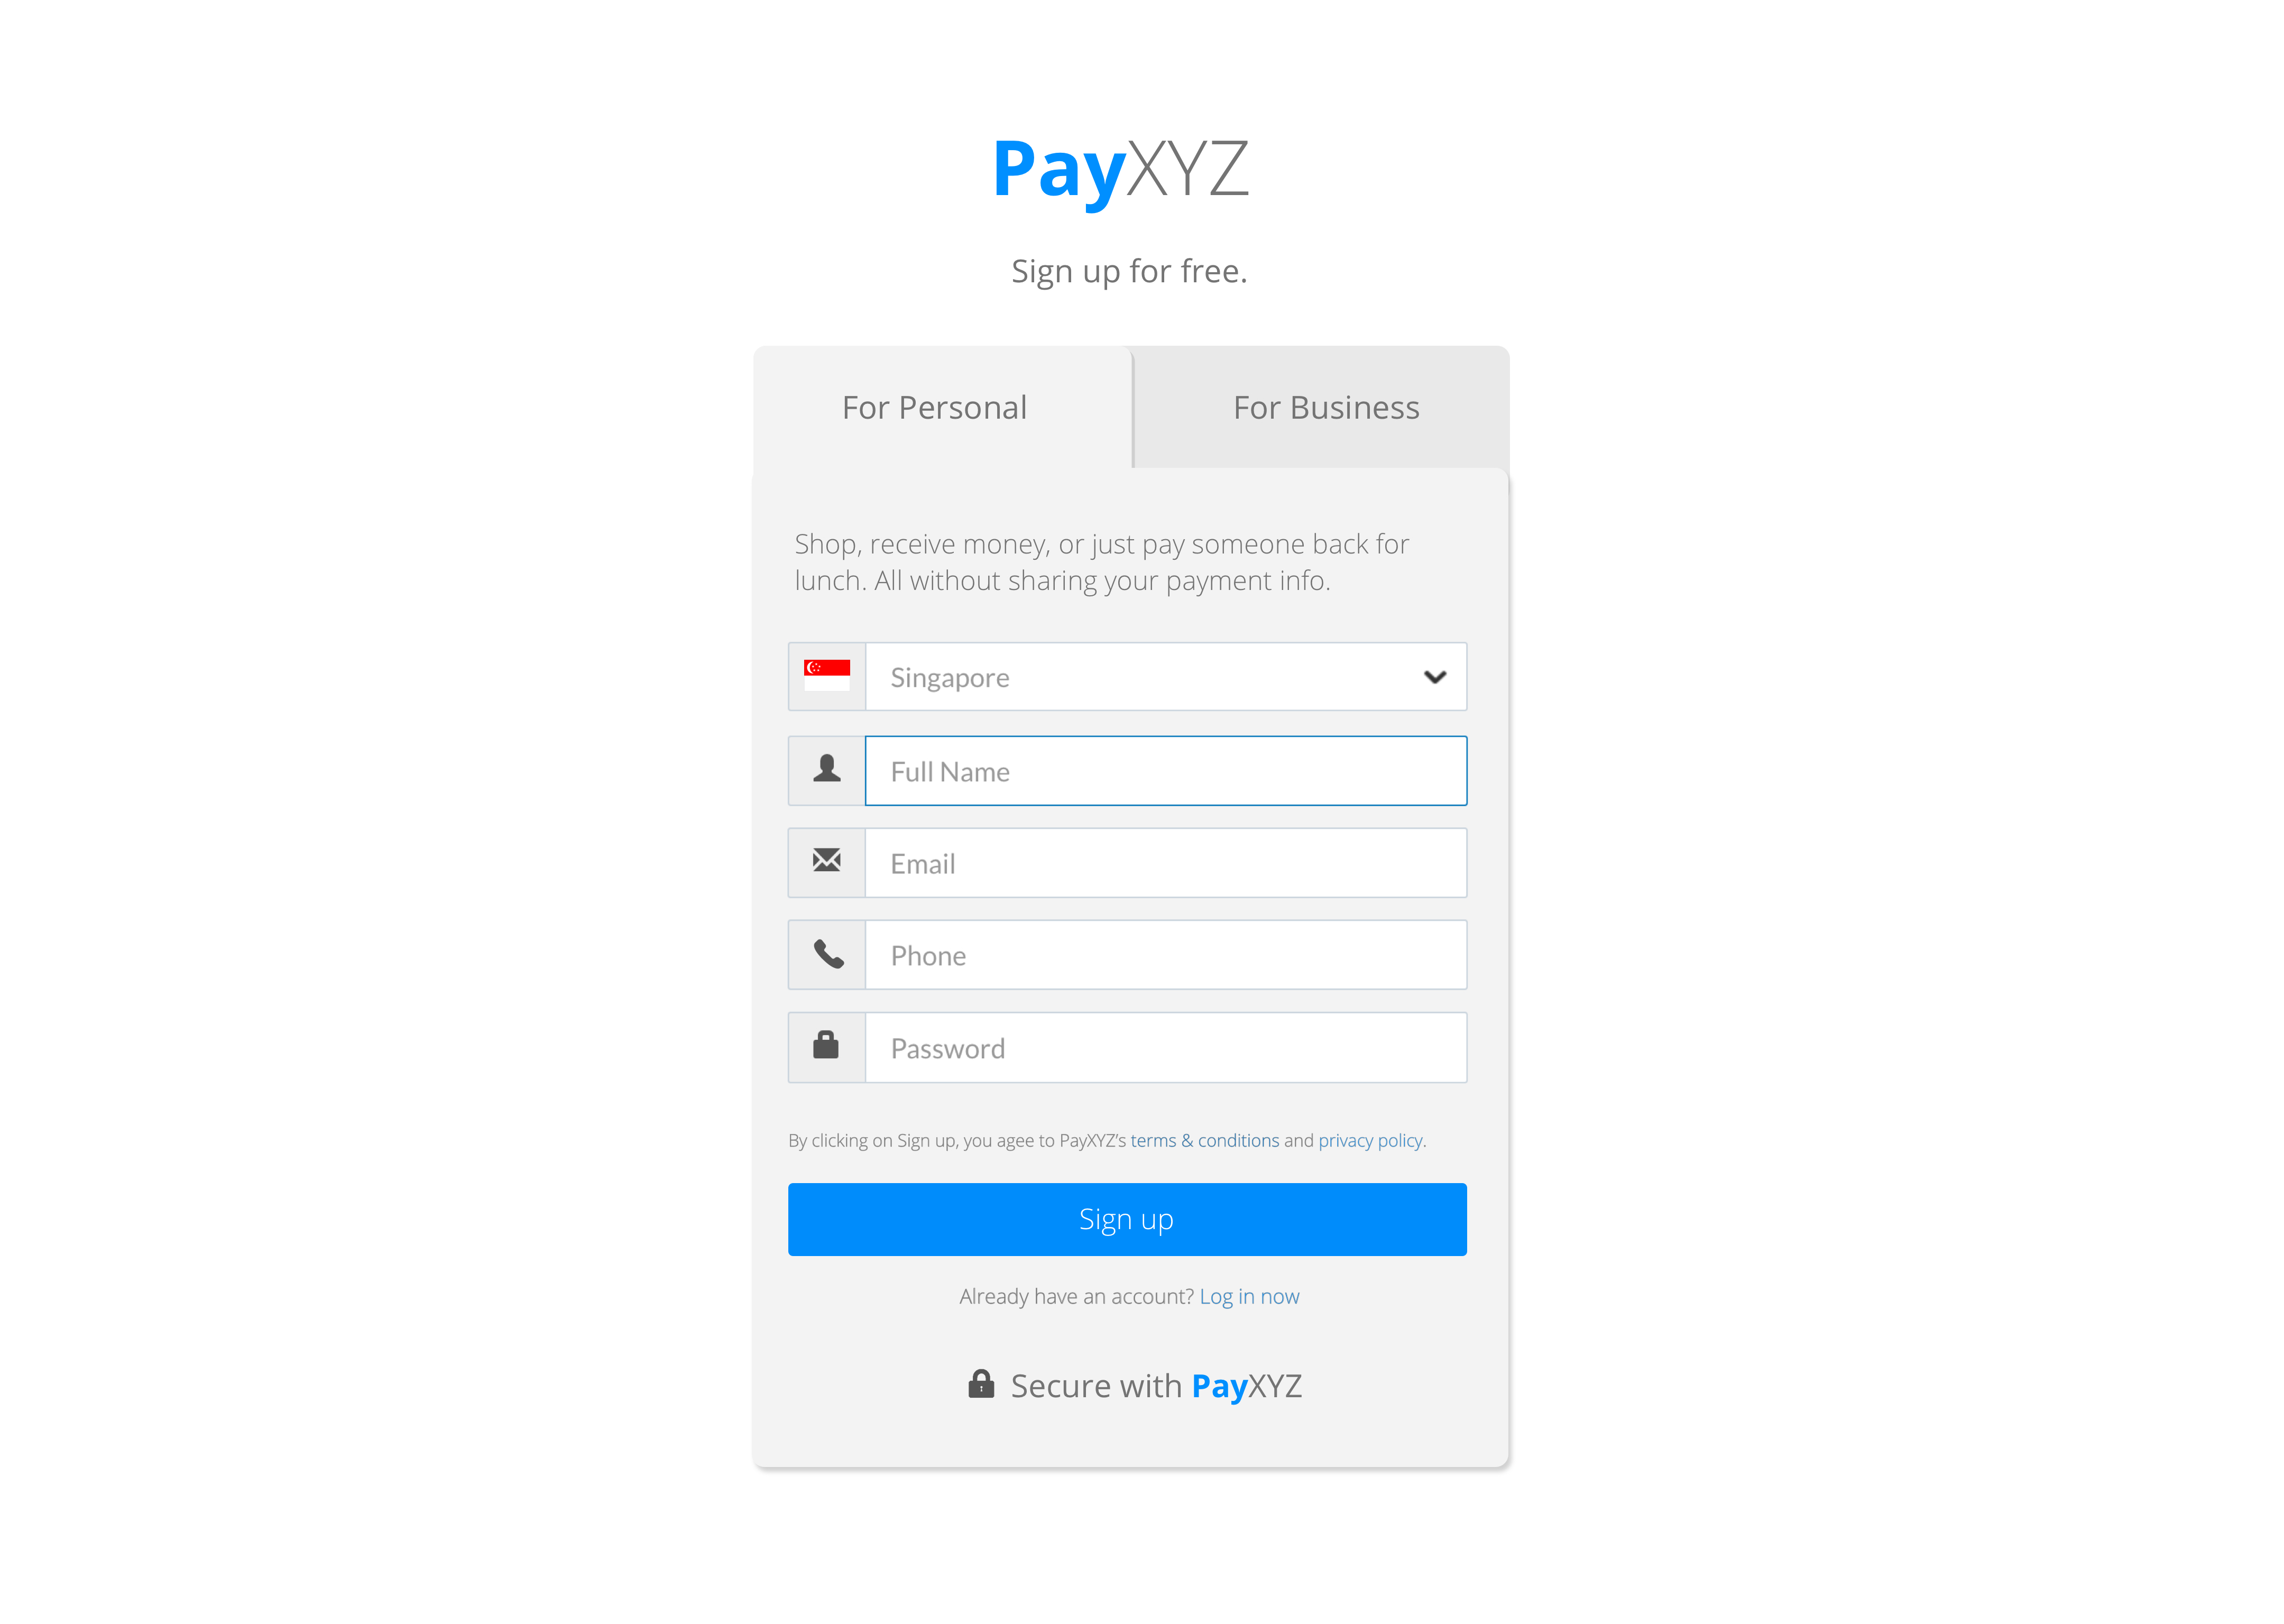 PayXYZ
Sign up for free.
For Personal
For Business
Shop, receive money, or just pay someone back for
lunch. All without sharing your payment info.
Singapore
Full Name
Email
Phone
Password
By clicking on Sign up, you agee to PayXYZ’s terms & conditions and privacy policy.
Sign up
Already have an account? Log in now
Secure with PayXYZ